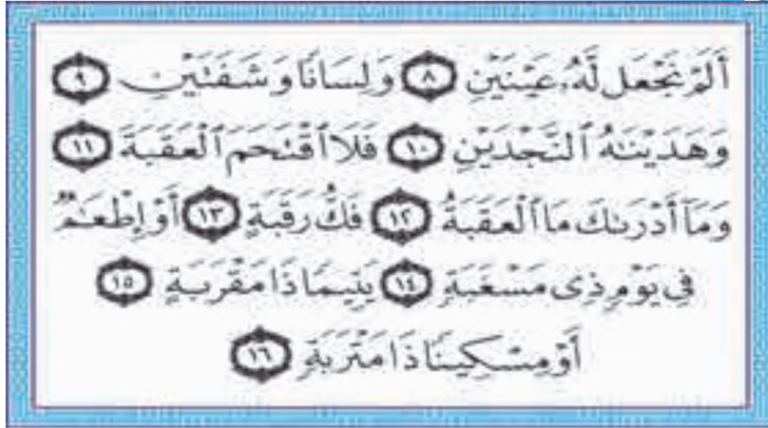 أَلَمْ نَجْعَل لَّهُۥ عَيْنَيْنِ ٨ وَلِسَانًا وَشَفَتَيْنِ ٩
وَهَدَيْنَٰهُ ٱلنَّجْدَيْنِ ١٠ فَلَا ٱقْتَحَمَ ٱلْعَقَبَةَ ١١
وَمَآ أَدْرَىٰكَ مَا ٱلْعَقَبَةُ ١٢ فَكُّ رَقَبَةٍ ١٣ أَوْ إِطْعَٰمٌ
فِى يَوْمٍ ذِى مَسْغَبَةٍ ١٤ يَتِيمًا ذَا مَقْرَبَةٍ ١٥
أَوْ مِسْكِينًا ذَا مَتْرَبَةٍ ١٦